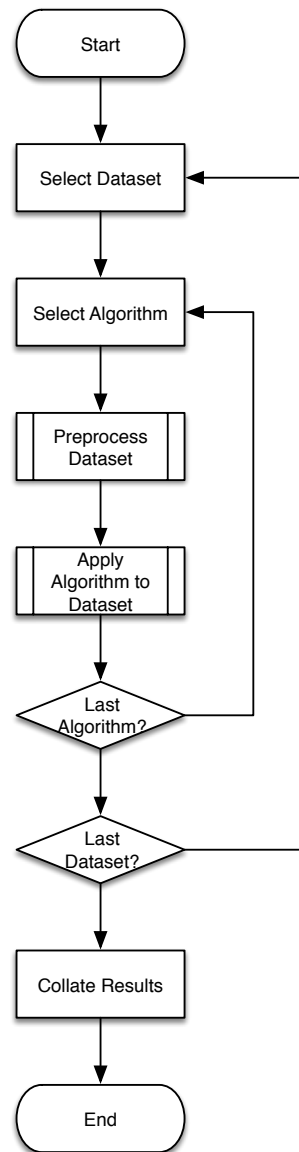 Start
Select Dataset
Select Algorithm
Preprocess
Dataset
Apply
Algorithm to
Dataset
Last
Algorithm?
Last
Dataset?
Collate Results
End